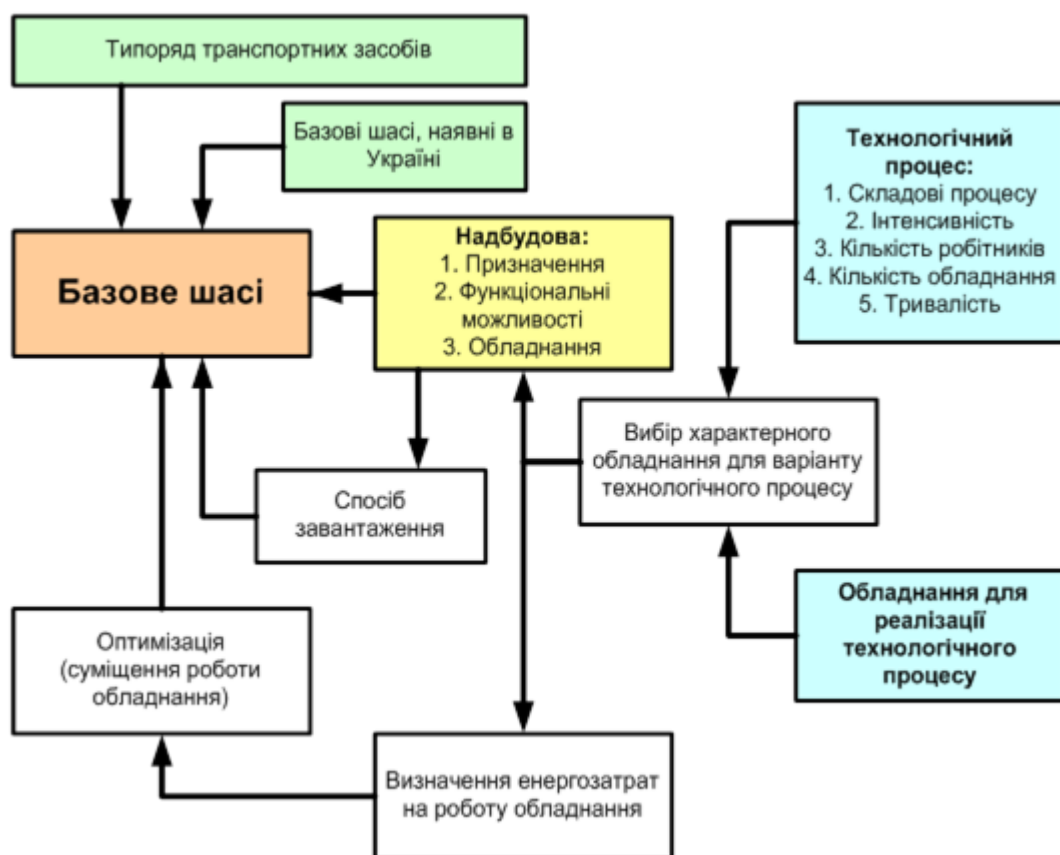 Типоряд транспортних засобів
Базові шасі, наявні в
Україні
Технологічний
процес:
1. Складові процесу
2. Інтенсивність
3. Кількість робітників
4. Кількість обладнання
5. Тривалість
Базове шасі
Надбудова:
1. Призначення
2. Функціональні
можливості
3. Обладнання
Вибір характерного
обладнання для варіанту
технологічного процесу
Спосіб
завантаження
Обладнання для
реалізації
технологічного
процесу
Оптимізація
(суміщення роботи
обладнання)
Визначення енергозатрат
на роботу обладнання